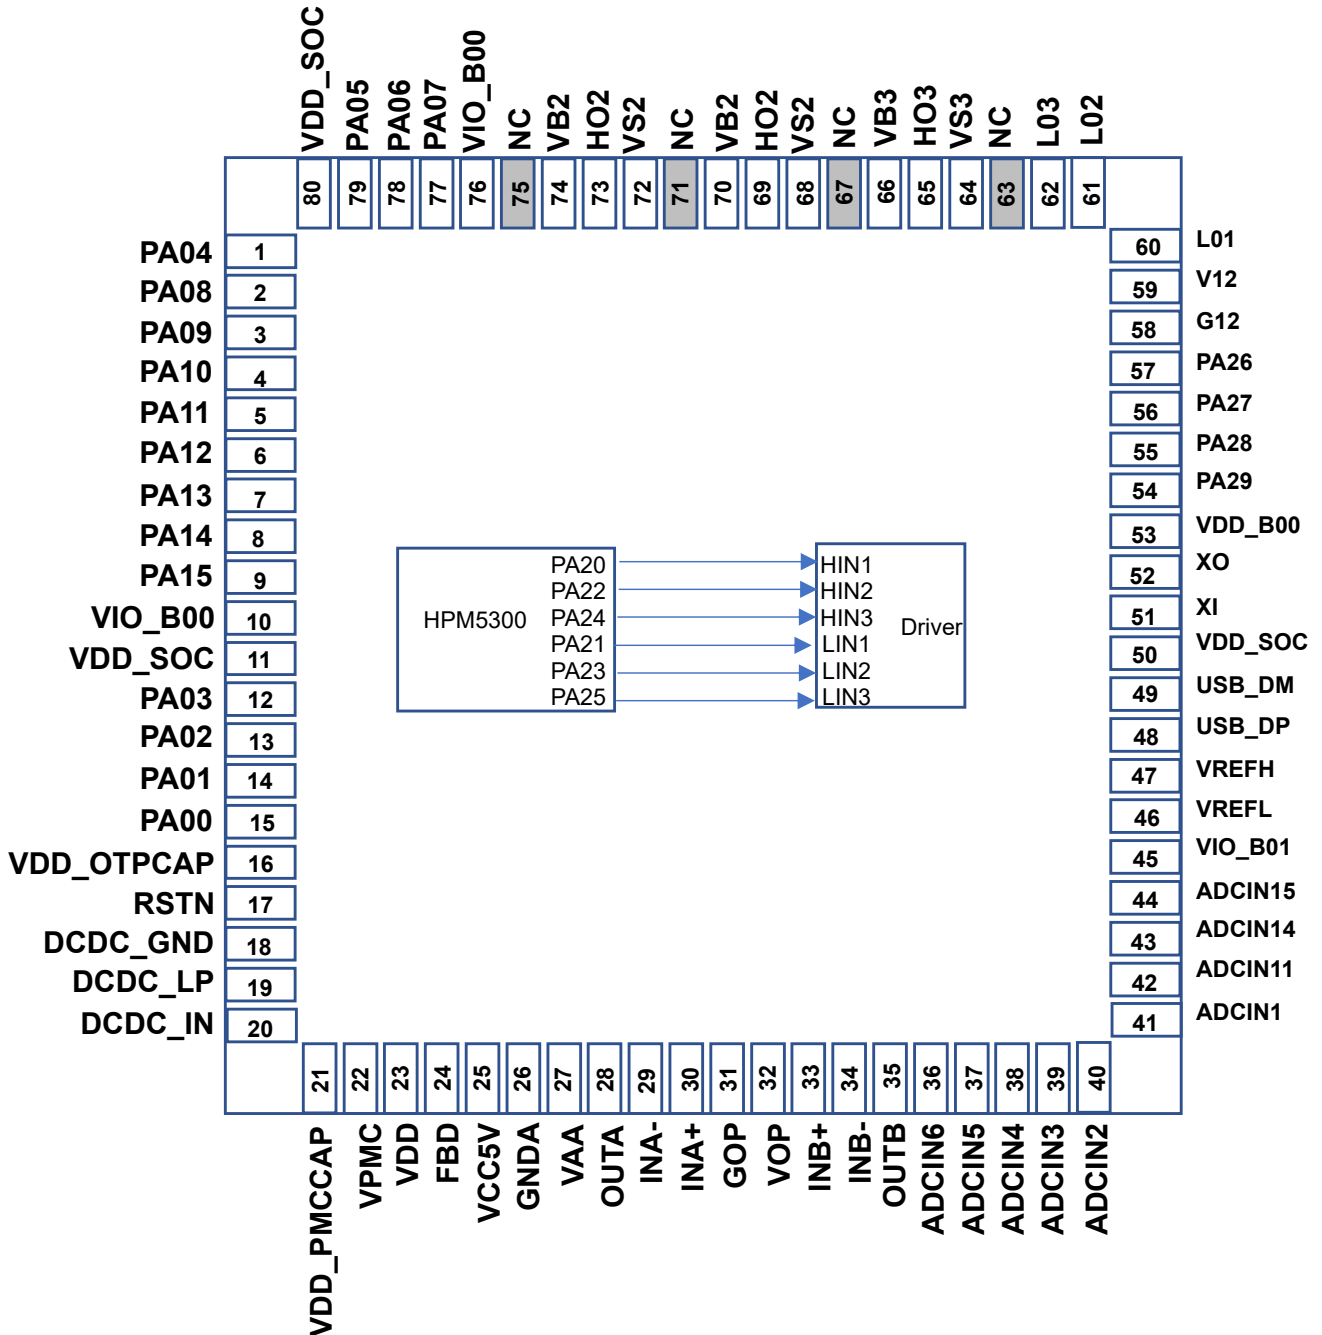 VDD_SOC
PA05
PA06
PA07
VIO_B00
NC
VB2
HO2
VS2
NC
VB2
HO2
VS2
NC
VB3
HO3
VS3
NC
L03
L02
80
79
78
77
76
75
74
73
72
71
70
69
68
67
66
65
64
63
62
61
PA04 1
PA08 2
PA09 3
PA10 4
PA11 5
PA12 6
PA13 7
PA14 8
PA15 9
VIO_B00 10
VDD_SOC 11
PA03 12
PA02 13
PA01 14
PA00 15
VDD_OTPCAP 16
RSTN 17
DCDC_GND 18
DCDC_LP 19
DCDC_IN 20
HPM5300
PA20
PA22
PA24
PA21
PA23
PA25
HIN1
HIN2
HIN3
LIN1
LIN2
LIN3
Driver
60 L01
59 V12
58 G12
57 PA26
56 PA27
55 PA28
54 PA29
53 VDD_B00
52 XO
51 XI
50 VDD_SOC
49 USB_DM
48 USB_DP
47 VREFH
46 VREFL
45 VIO_B01
44 ADCIN15
43 ADCIN14
42 ADCIN11
41 ADCIN1
21
22
23
24
25
26
27
28
29
30
31
32
33
34
35
36
37
38
39
40
VDD_PMCCAP
VPMC
VDD
FBD
VCC5V
GNDA
VAA
OUTA
INA-
INA+
GOP
VOP
INB+
INB-
OUTB
ADCIN6
ADCIN5
ADCIN4
ADCIN3
ADCIN2